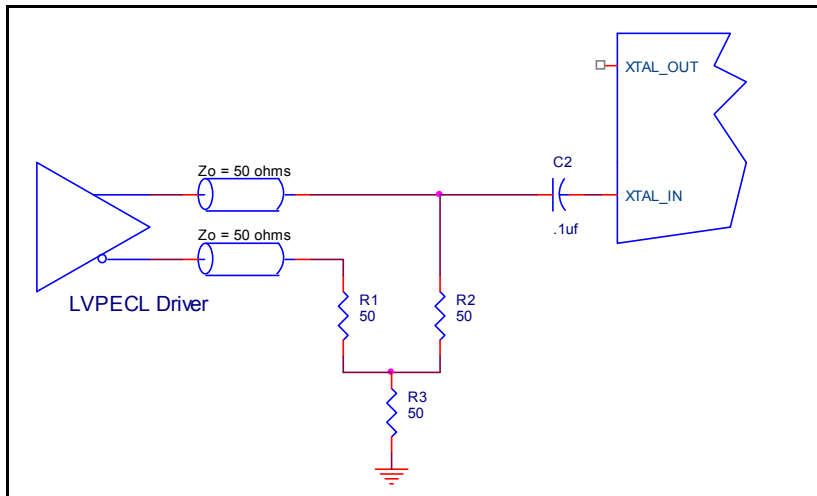 XTAL_OUT
Zo = 50 ohms
C2
XTAL_IN
.1uf
Zo = 50 ohms
LVPECL Driver
R1
50
R2
50
R3
50